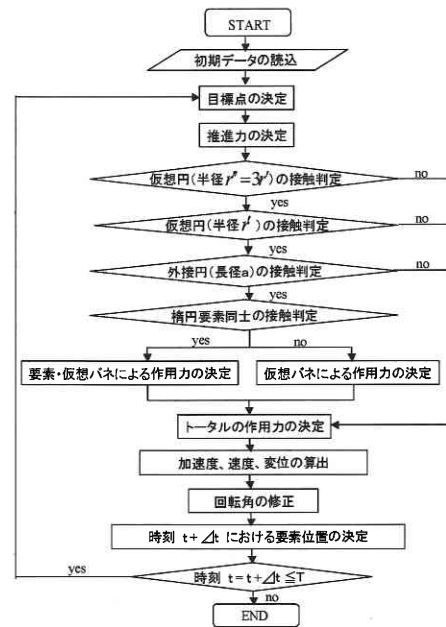 START
初期データの読込
目標点の決定
推進力の決定
仮想円(半径r″=3r′)の接触判定
no
yes
仮想円(半径r′)の接触判定
no
yes
外接円(長径a)の接触判定
no
yes
楕円要素同士の接触判定
yes
no
要素・仮想バネによる作用力の決定
仮想バネによる作用力の決定
トータルの作用力の決定
加速度、速度、変位の算出
回転角の修正
時刻 t+⊿t における要素位置の決定
yes
時刻 t=t+⊿t≦T
no
END